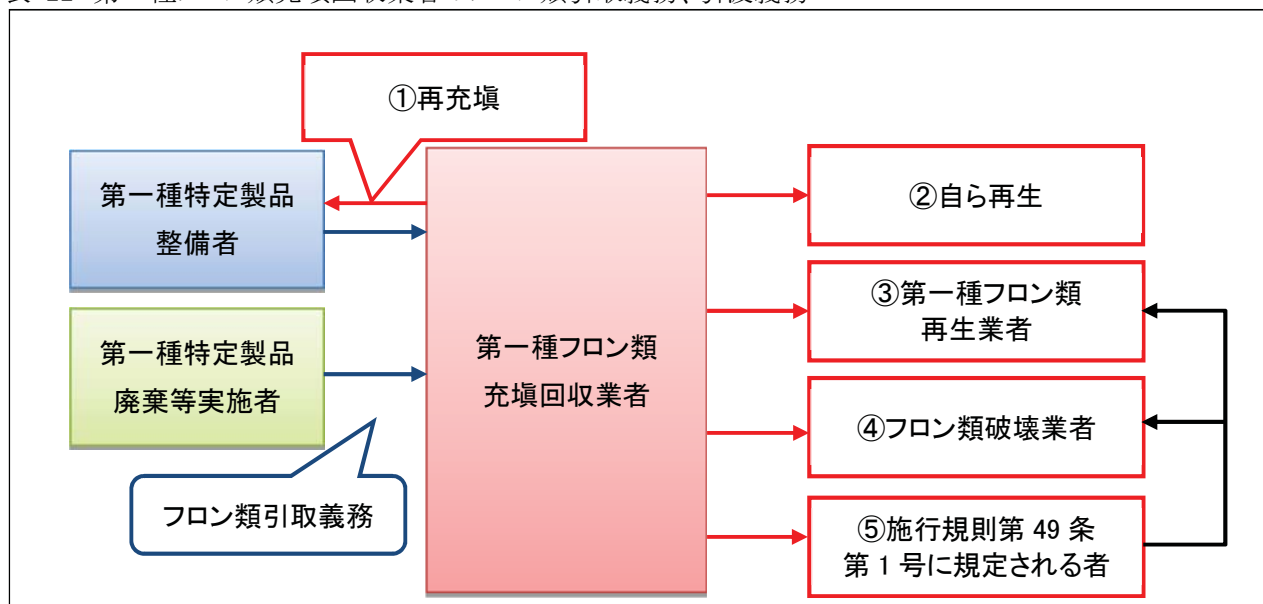 ①再充塡
第一種特定製品
整備者
第一種特定製品
廃棄等実施者
フロン類引取義務
第一種フロン類
充塡回収業者
②自ら再生
③第一種フロン類
再生業者
④フロン類破壊業者
⑤施行規則第 49 条
第 1 号に規定される者